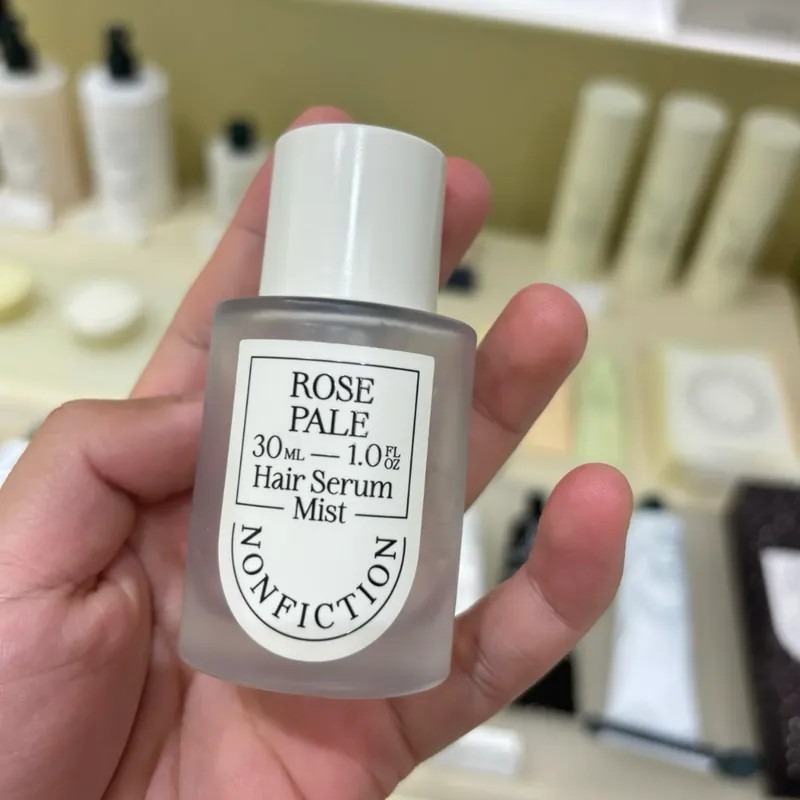 ROSE
PALE
30ML — 1.0 FL OZ
Hair Serum
Mist
NONFICTION